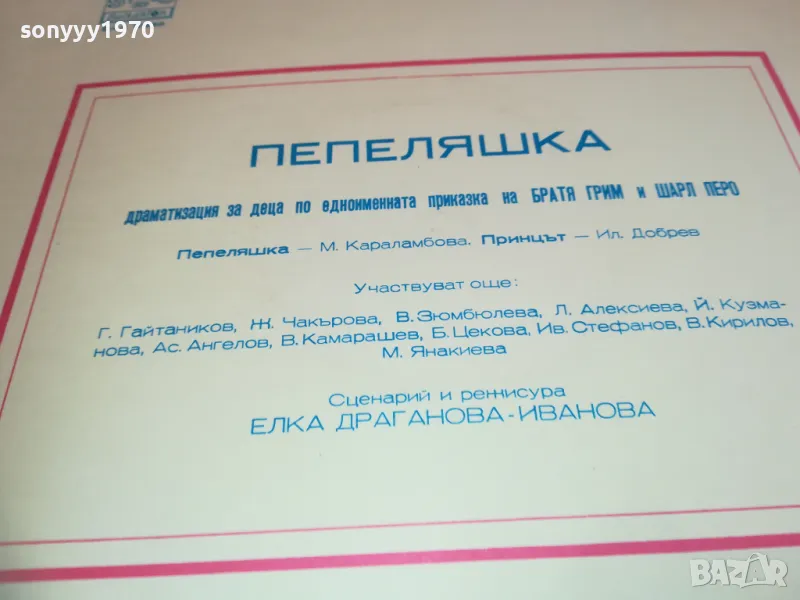 sonyyy1970
ПЕПЕЛЯШКА
драматизация за деца по едноименната приказка на БРАТЯ ГРИМ и ШАРЛ ПЕРО
Пепеляшка – М. Караламбова. Принцът – Ил. Добрев
Участвуват още:
Г. Гайтаников, Ж. Чакърова, В. Зюмбюлева, Л. Алексиева, Й. Кузма-
нова, Ас. Ангелов, В. Камарашев, Б. Цекова, Ив. Стефанов, В. Кирилов,
М. Янакиева
Сценарий и режисура
ЕЛКА ДРАГАНОВА-ИВАНОВА
BAZAR